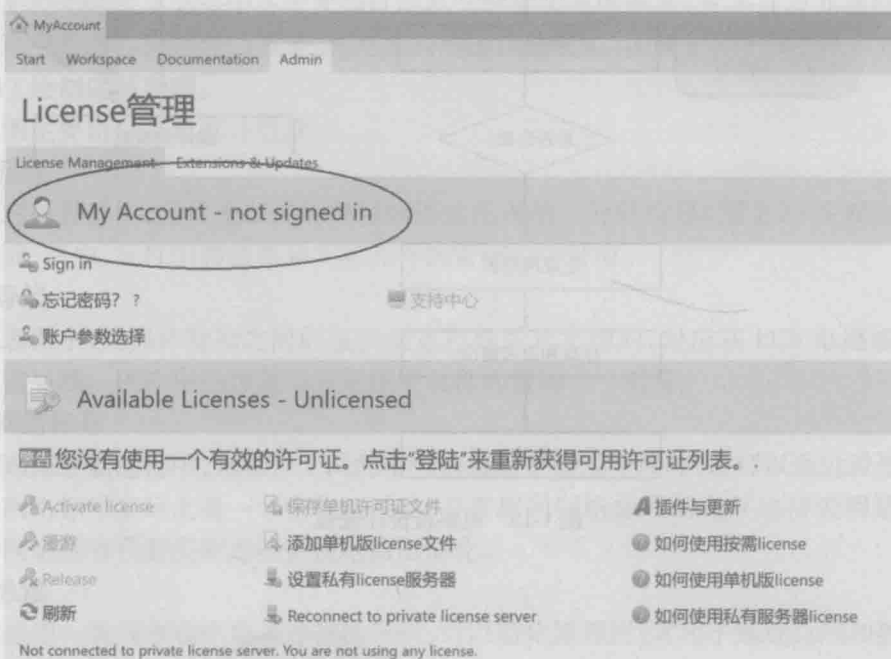 MyAccount
Start Workspace Documentation Admin
License管理
License Management Extensions & Updates
My Account - not signed in
Sign in
忘记密码？ ?
支持中心
账户参数选择
Available Licenses - Unlicensed
您没有使用一个有效的许可证。点击“登陆”来重新获得可用许可证列表。
Activate license 保存单机许可证文件 插件与更新
漫游 添加单机版license文件 如何使用按需license
Release 设置私有license服务器 如何使用单机版license
刷新 Reconnect to private license server 如何使用私有服务器license
Not connected to private license server. You are not using any license.